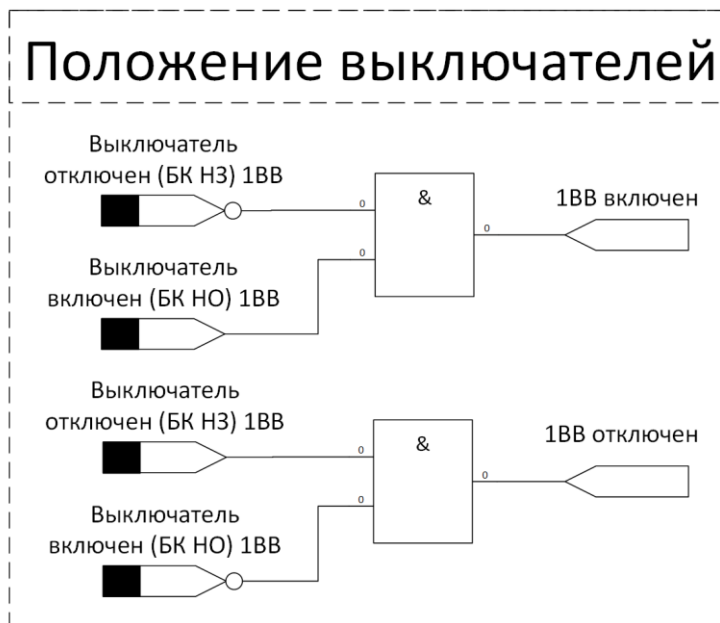 Положение выключателей
Выключатель
отключен (БК НЗ) 1ВВ
0
&
1ВВ включен
0
Выключатель
включен (БК НО) 1ВВ
0
Выключатель
отключен (БК НЗ) 1ВВ
0
&
1ВВ отключен
0
Выключатель
включен (БК НО) 1ВВ
0